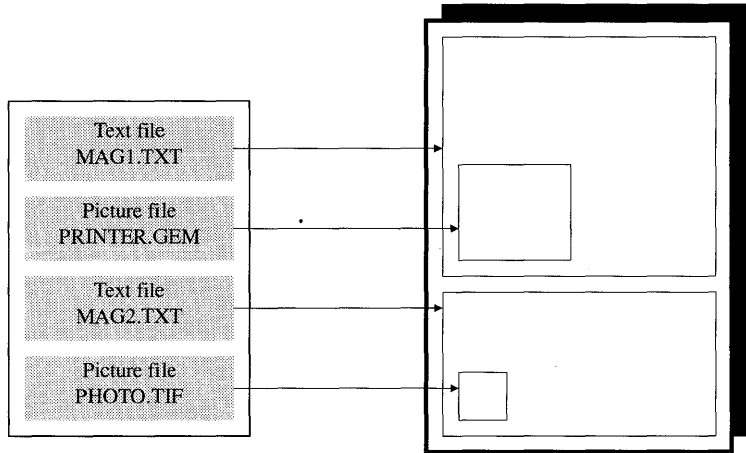 Text file
MAG1.TXT
Picture file
PRINTER.GEM
Text file
MAG2.TXT
Picture file
PHOTO.TIF